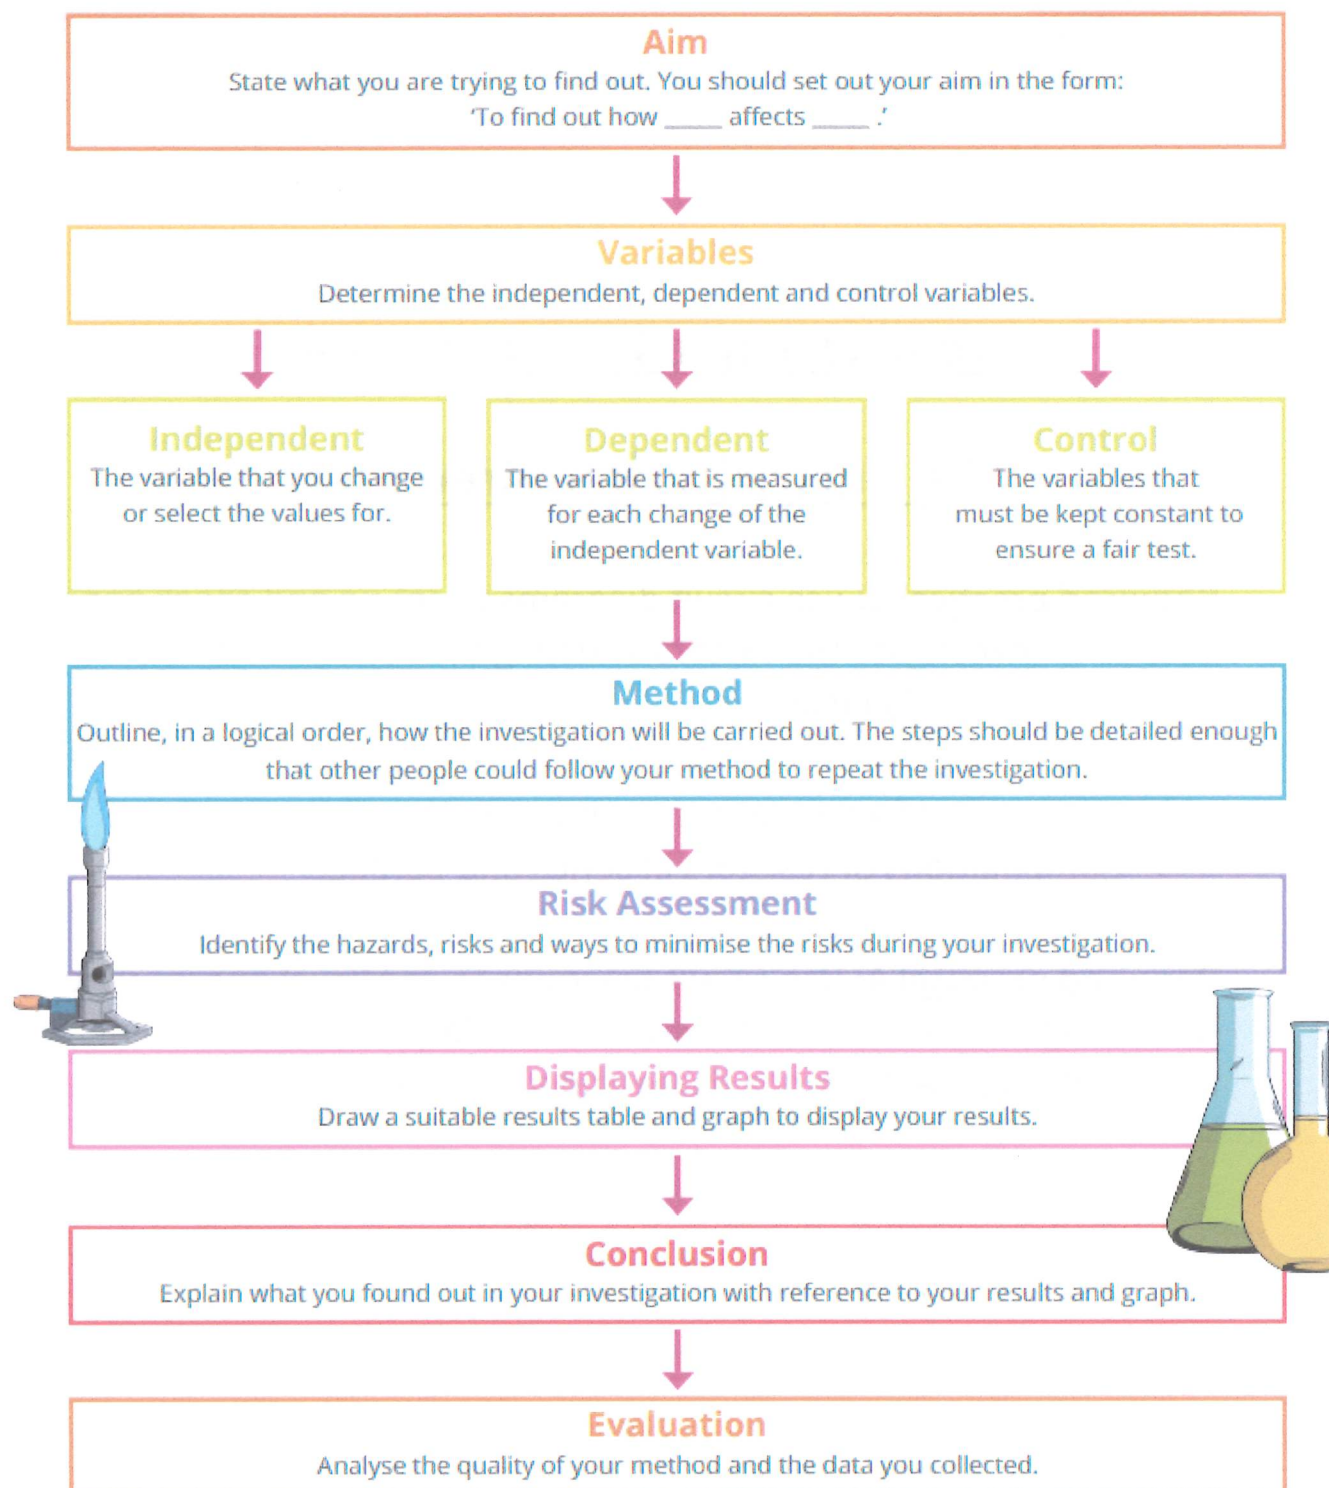 Aim
State what you are trying to find out. You should set out your aim in the form:
'To find out how _____ affects _____ .'
Variables
Determine the independent, dependent and control variables.
Independent
The variable that you change
or select the values for.
Dependent
The variable that is measured
for each change of the
independent variable.
Control
The variables that
must be kept constant to
ensure a fair test.
Method
Outline, in a logical order, how the investigation will be carried out. The steps should be detailed enough
that other people could follow your method to repeat the investigation.
Risk Assessment
Identify the hazards, risks and ways to minimise the risks during your investigation.
Displaying Results
Draw a suitable results table and graph to display your results.
Conclusion
Explain what you found out in your investigation with reference to your results and graph.
Evaluation
Analyse the quality of your method and the data you collected.